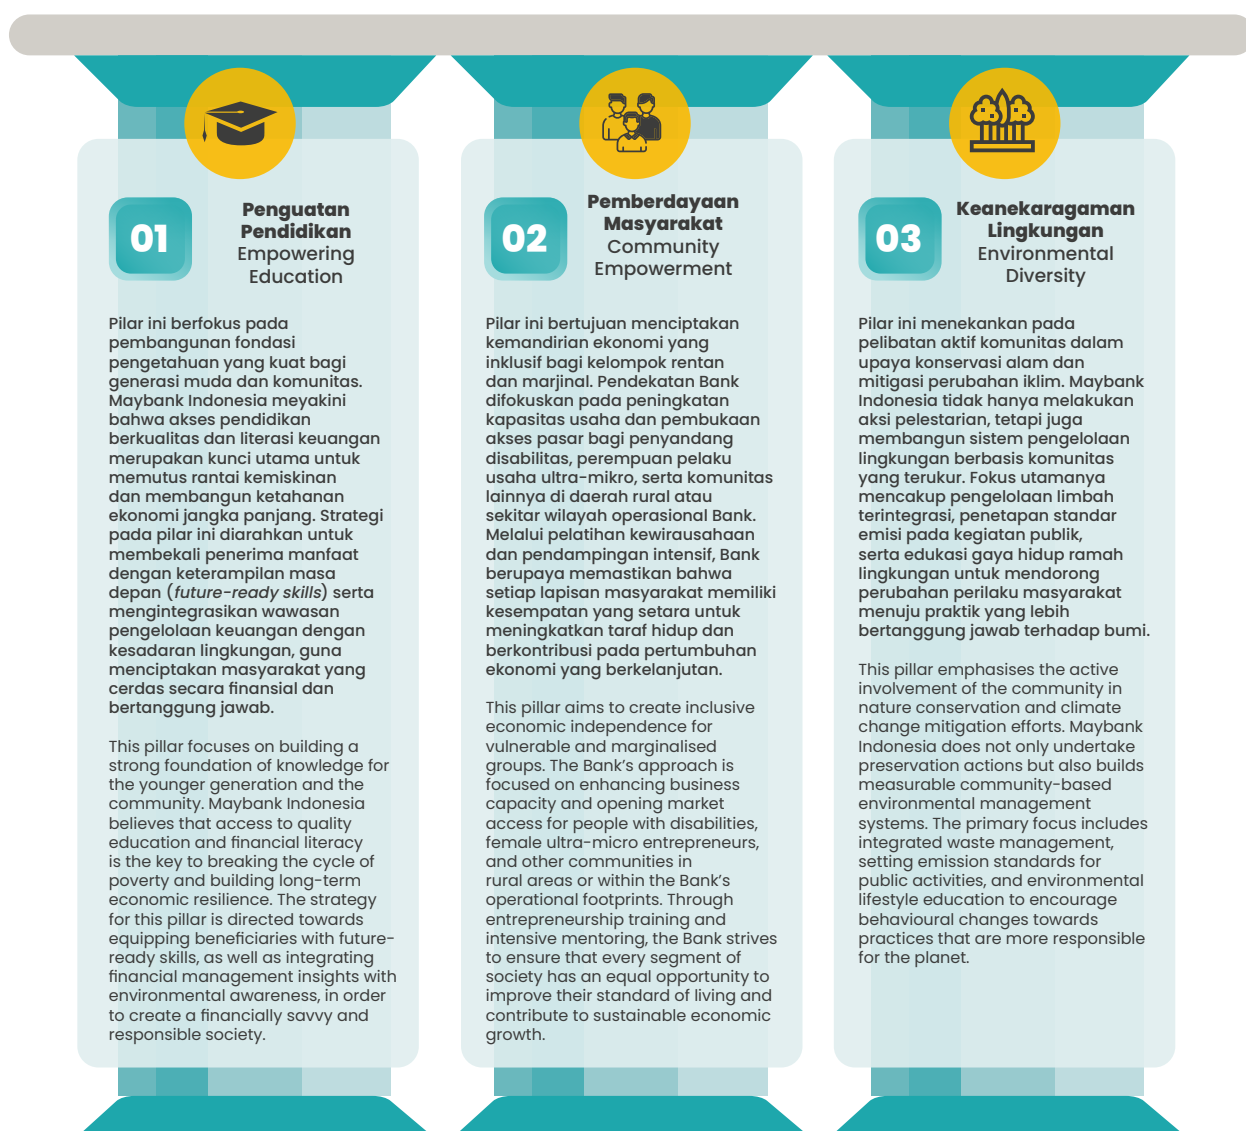 01
Penguatan
Pendidikan
Empowering
Education
Pilar ini berfokus pada
pembangunan fondasi
pengetahuan yang kuat bagi
generasi muda dan komunitas.
Maybank Indonesia meyakini
bahwa akses pendidikan
berkualitas dan literasi keuangan
merupakan kunci utama untuk
memutus rantai kemiskinan
dan membangun ketahanan
ekonomi jangka panjang. Strategi
pada pilar ini diarahkan untuk
membekali penerima manfaat
dengan keterampilan masa
depan (future-ready skills) serta
mengintegrasikan wawasan
pengelolaan keuangan dengan
kesadaran lingkungan, guna
menciptakan masyarakat yang
cerdas secara finansial dan
bertanggung jawab.
This pillar focuses on building a
strong foundation of knowledge for
the younger generation and the
community. Maybank Indonesia
believes that access to quality
education and financial literacy
is the key to breaking the cycle of
poverty and building long-term
economic resilience. The strategy
for this pillar is directed towards
equipping beneficiaries with future-
ready skills, as well as integrating
financial management insights with
environmental awareness, in order
to create a financially savvy and
responsible society.
02
Pemberdayaan
Masyarakat
Community
Empowerment
Pilar ini bertujuan menciptakan
kemandirian ekonomi yang
inklusif bagi kelompok rentan
dan marjinal. Pendekatan Bank
difokuskan pada peningkatan
kapasitas usaha dan pembukaan
akses pasar bagi penyandang
disabilitas, perempuan pelaku
usaha ultra-mikro, serta komunitas
lainnya di daerah rural atau
sekitar wilayah operasional Bank.
Melalui pelatihan kewirausahaan
dan pendampingan intensif, Bank
berupaya memastikan bahwa
setiap lapisan masyarakat memiliki
kesempatan yang setara untuk
meningkatkan taraf hidup dan
berkontribusi pada pertumbuhan
ekonomi yang berkelanjutan.
This pillar aims to create inclusive
economic independence for
vulnerable and marginalised
groups. The Bank’s approach is
focused on enhancing business
capacity and opening market
access for people with disabilities,
female ultra-micro entrepreneurs,
and other communities in
rural areas or within the Bank’s
operational footprints. Through
entrepreneurship training and
intensive mentoring, the Bank strives
to ensure that every segment of
society has an equal opportunity to
improve their standard of living and
contribute to sustainable economic
growth.
03
Keanekaragaman
Lingkungan
Environmental
Diversity
Pilar ini menekankan pada
pelibatan aktif komunitas dalam
upaya konservasi alam dan
mitigasi perubahan iklim. Maybank
Indonesia tidak hanya melakukan
aksi pelestarian, tetapi juga
membangun sistem pengelolaan
lingkungan berbasis komunitas
yang terukur. Fokus utamanya
mencakup pengelolaan limbah
terintegrasi, penetapan standar
emisi pada kegiatan publik,
serta edukasi gaya hidup ramah
lingkungan untuk mendorong
perubahan perilaku masyarakat
menuju praktik yang lebih
bertanggung jawab terhadap bumi.
This pillar emphasises the active
involvement of the community in
nature conservation and climate
change mitigation efforts. Maybank
Indonesia does not only undertake
preservation actions but also builds
measurable community-based
environmental management
systems. The primary focus includes
integrated waste management,
setting emission standards for
public activities, and environmental
lifestyle education to encourage
behavioural changes towards
practices that are more responsible
for the planet.